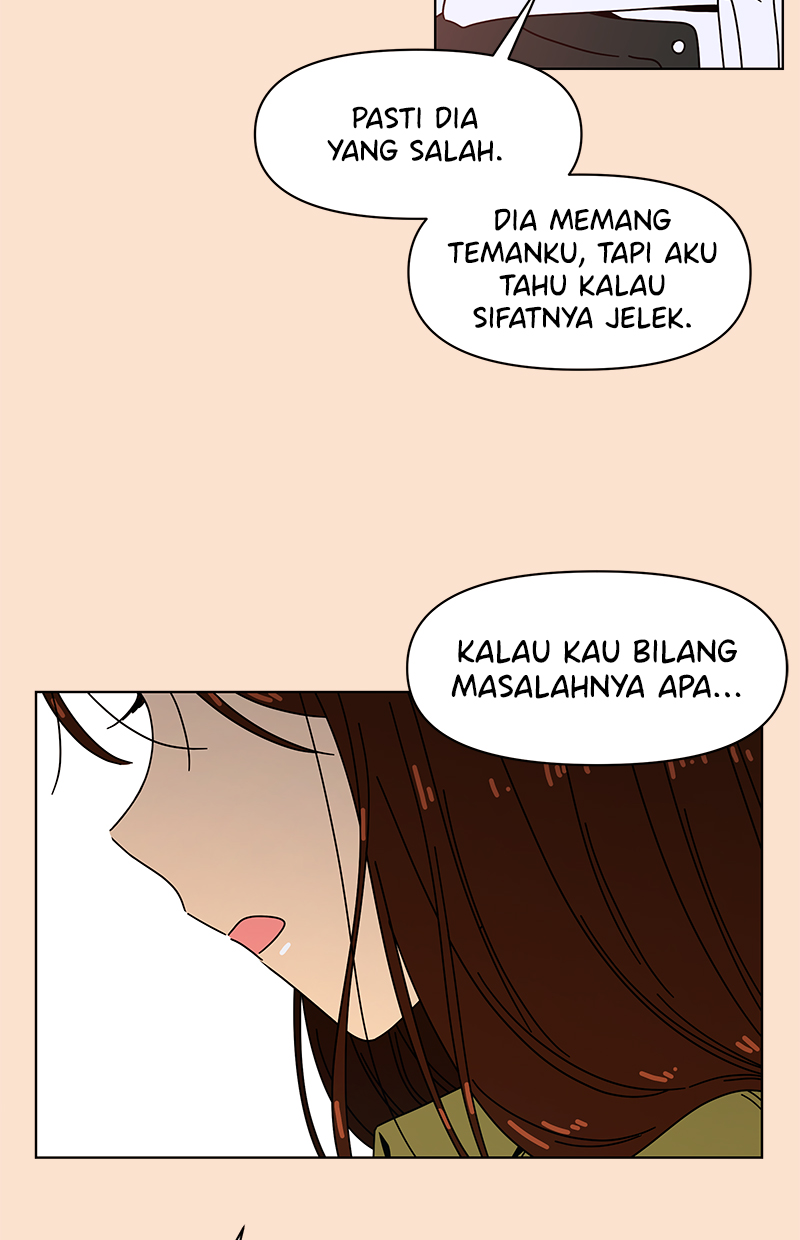 PASTI DIA
YANG SALAH.
DIA MEMANG
TEMANKU, TAPI AKU
TAHU KALAU
SIFATNYA JELEK.
KALAU KAU BILANG
MASALAHNYA APA...